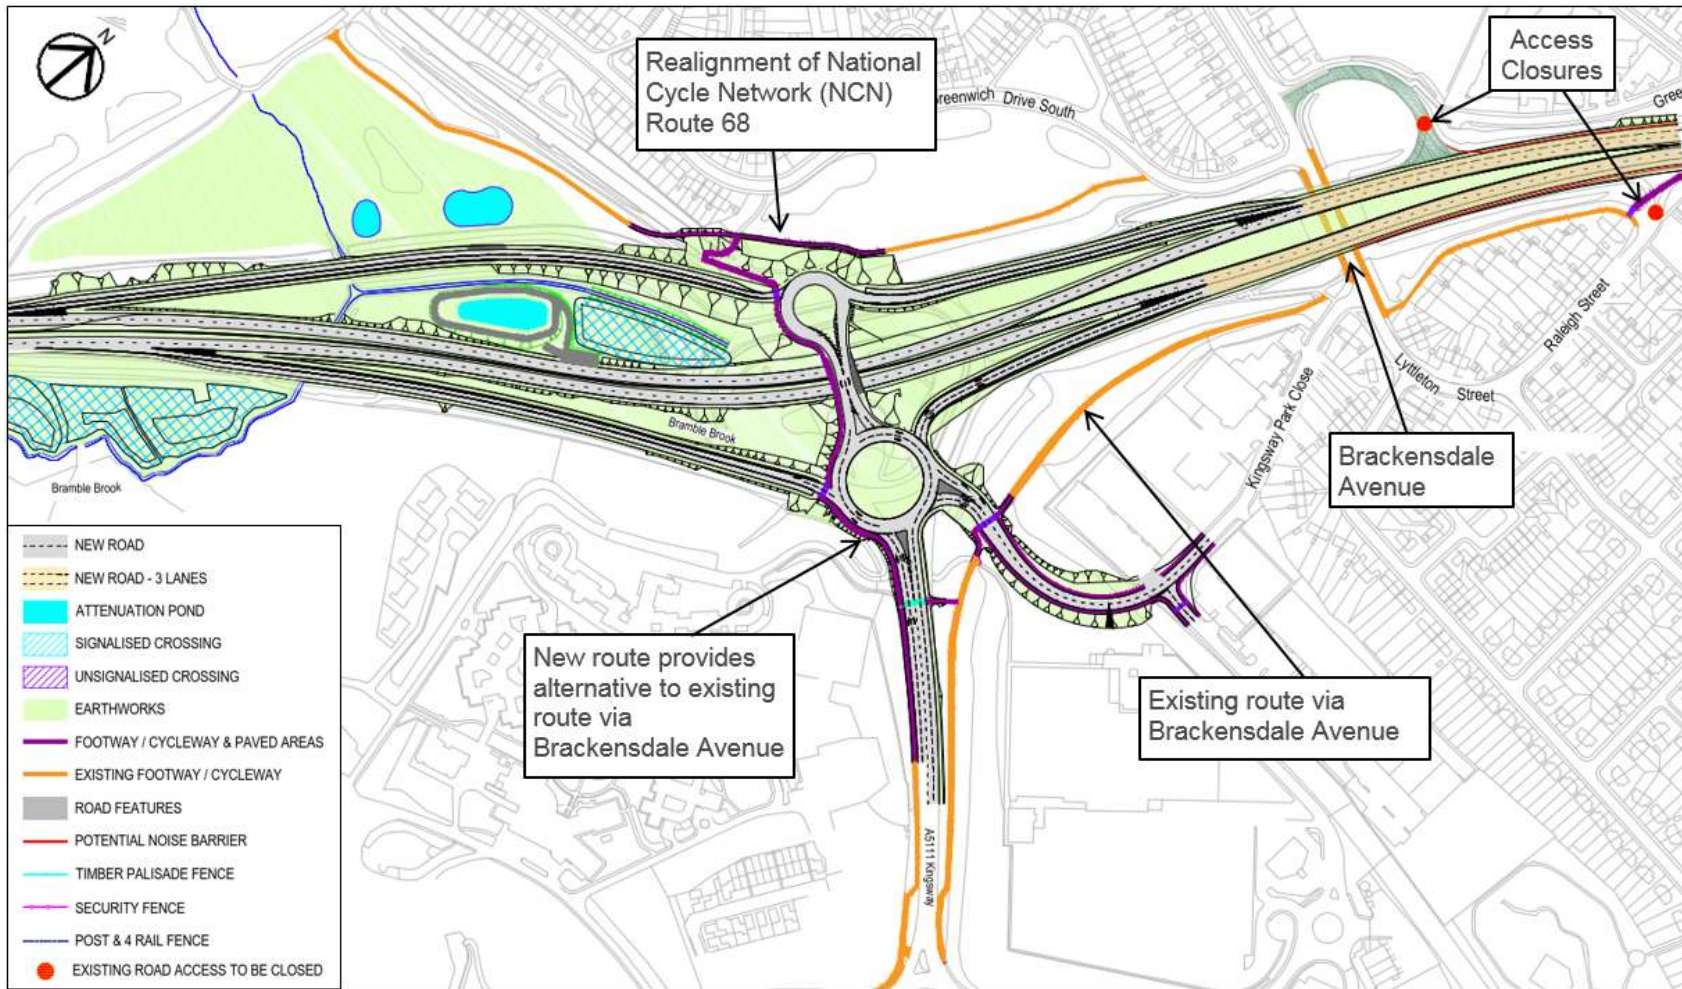 N
Realignment of National
Cycle Network (NCN)
Route 68
Greenwich Drive South
Access
Closures
Gree
Raleigh Street
Lyttleton Street
Kingsway Park Close
Brackensdale
Avenue
Bramble Brook
Bramble Brook
New route provides
alternative to existing
route via
Brackensdale Avenue
Existing route via
Brackensdale Avenue
A5111 Kingsway
NEW ROAD
NEW ROAD - 3 LANES
ATTENUATION POND
SIGNALISED CROSSING
UNSIGNALISED CROSSING
EARTHWORKS
FOOTWAY / CYCLEWAY & PAVED AREAS
EXISTING FOOTWAY / CYCLEWAY
ROAD FEATURES
POTENTIAL NOISE BARRIER
TIMBER PALISADE FENCE
SECURITY FENCE
POST & 4 RAIL FENCE
EXISTING ROAD ACCESS TO BE CLOSED